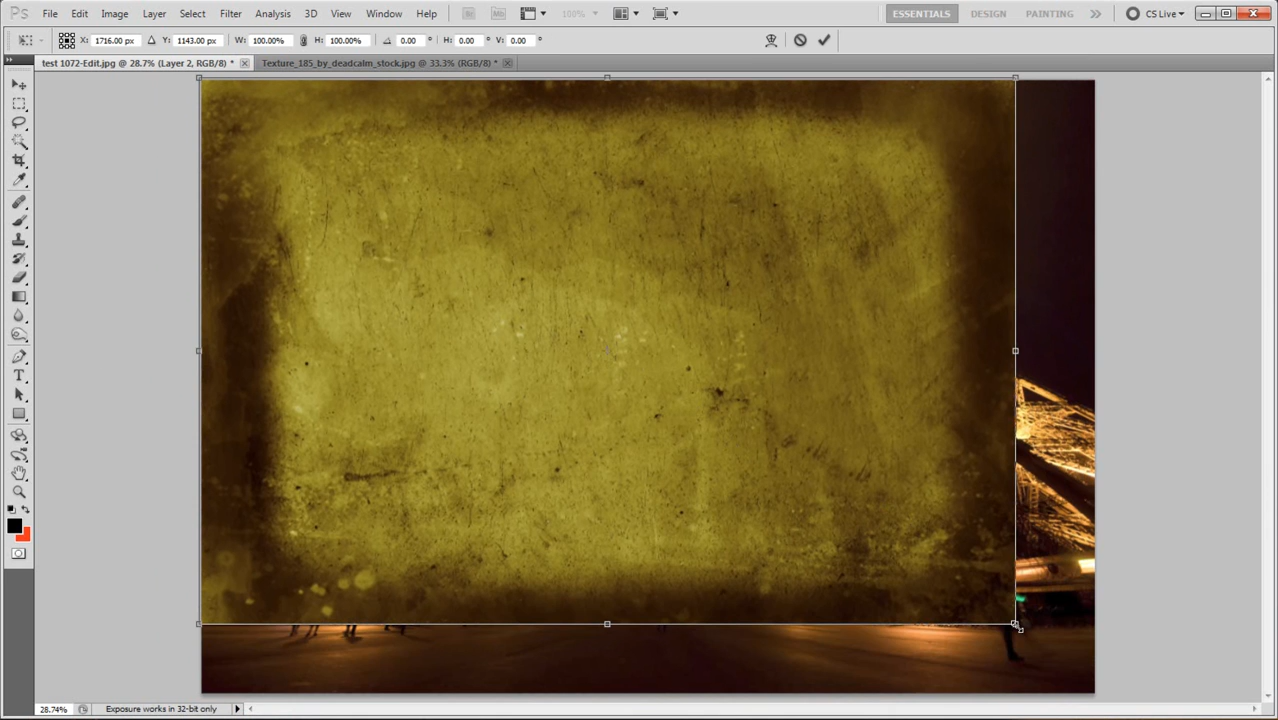 Ps File Edit Image Layer Select Filter Analysis 3D View Window Help Br Mb 100% ESSENTIALS DESIGN PAINTING CS Live
X: 1716.00 px Y: 1143.00 px W: 100.00% H: 100.00% 0.00 ° H: 0.00 ° V: 0.00 °
test 1072-Edit.jpg @ 28.7% (Layer 2, RGB/8) * Texture_185_by_deadcalm_stock.jpg @ 33.3% (RGB/8) *
T
28.74% Exposure works in 32-bit only